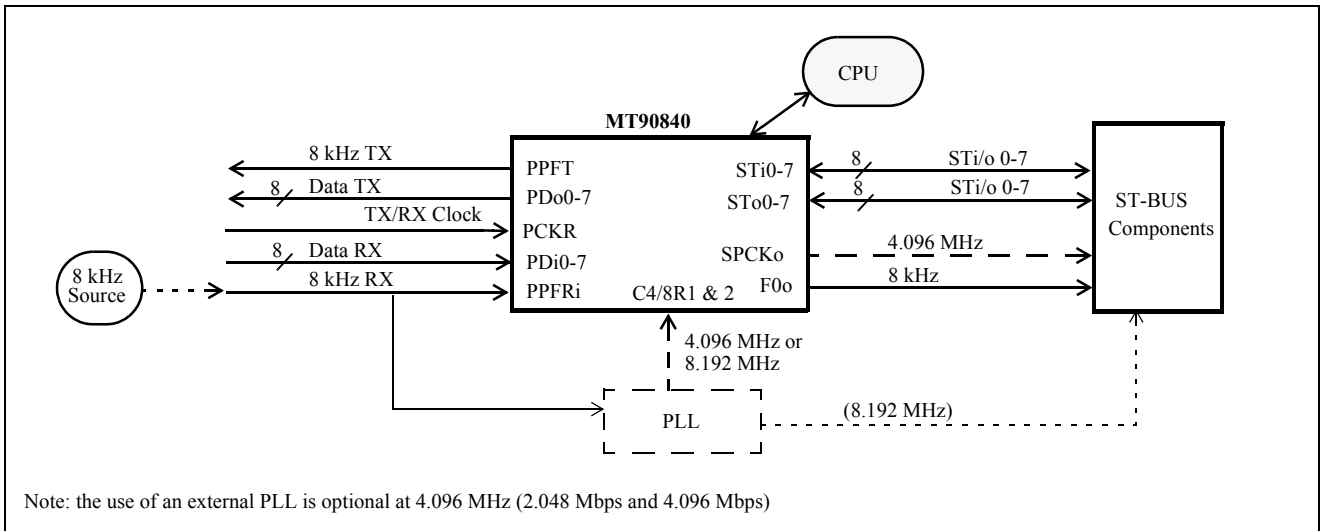 CPU
MT90840
8 kHz TX
PPFT
8 Data TX
PDo0-7
TX/RX Clock
PCKR
8 Data RX
PDi0-7
8 kHz RX
PPFRi
8 kHz
Source
STi0-7
8 STi/o 0-7
STo0-7
8 STi/o 0-7
SPCKo
4.096 MHz
F0o
8 kHz
C4/8R1 & 2
ST-BUS
Components
4.096 MHz or
8.192 MHz
PLL
(8.192 MHz)
Note: the use of an external PLL is optional at 4.096 MHz (2.048 Mbps and 4.096 Mbps)